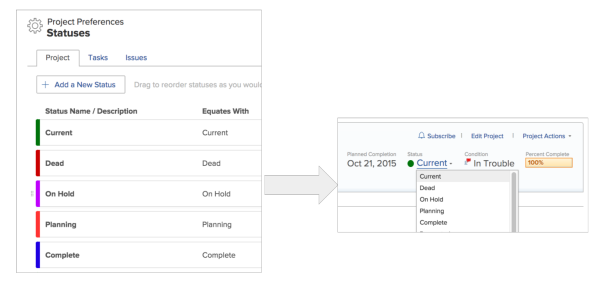 Project Preferences
Statuses
Project Tasks Issues
+ Add a New Status Drag to reorder statuses as you would
Status Name / Description Equates With
Current Current
Dead Dead
On Hold On Hold
Planning Planning
Complete Complete
Subscribe | Edit Project | Project Actions
Planned Completion Status Condition Percent Complete
Oct 21, 2015 Current In Trouble 100%
Current
Dead
On Hold
Planning
Complete